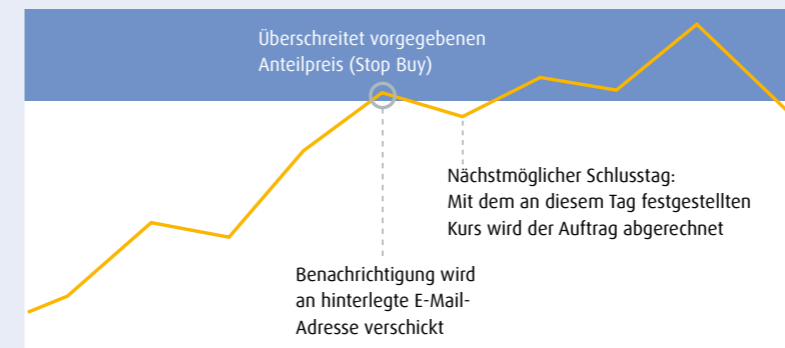 Überschreitet vorgegebenen
Anteilpreis (Stop Buy)
Nächstmöglicher Schlusstag:
Mit dem an diesem Tag festgestellten
Kurs wird der Auftrag abgerechnet
Benachrichtigung wird
an hinterlegte E-Mail-
Adresse verschickt